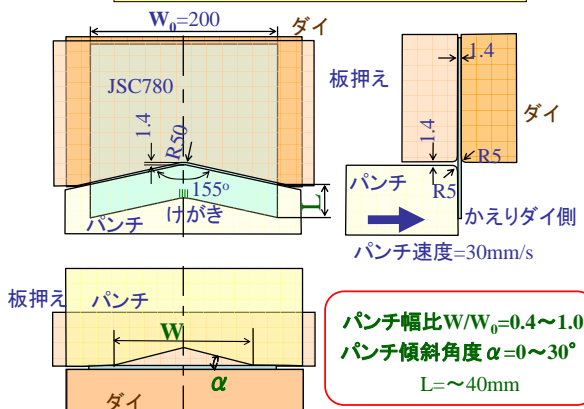 W₀=200
ダイ
JSC780
1.4
R50
155°
けがき
L
パンチ
1.4
板押え
ダイ
1.4
R5
パンチ
R5
かえりダイ側
パンチ速度=30mm/s
板押え
パンチ
W
α
ダイ
パンチ幅比W/W₀=0.4～1.0
パンチ傾斜角度α=0～30°
L=～40mm